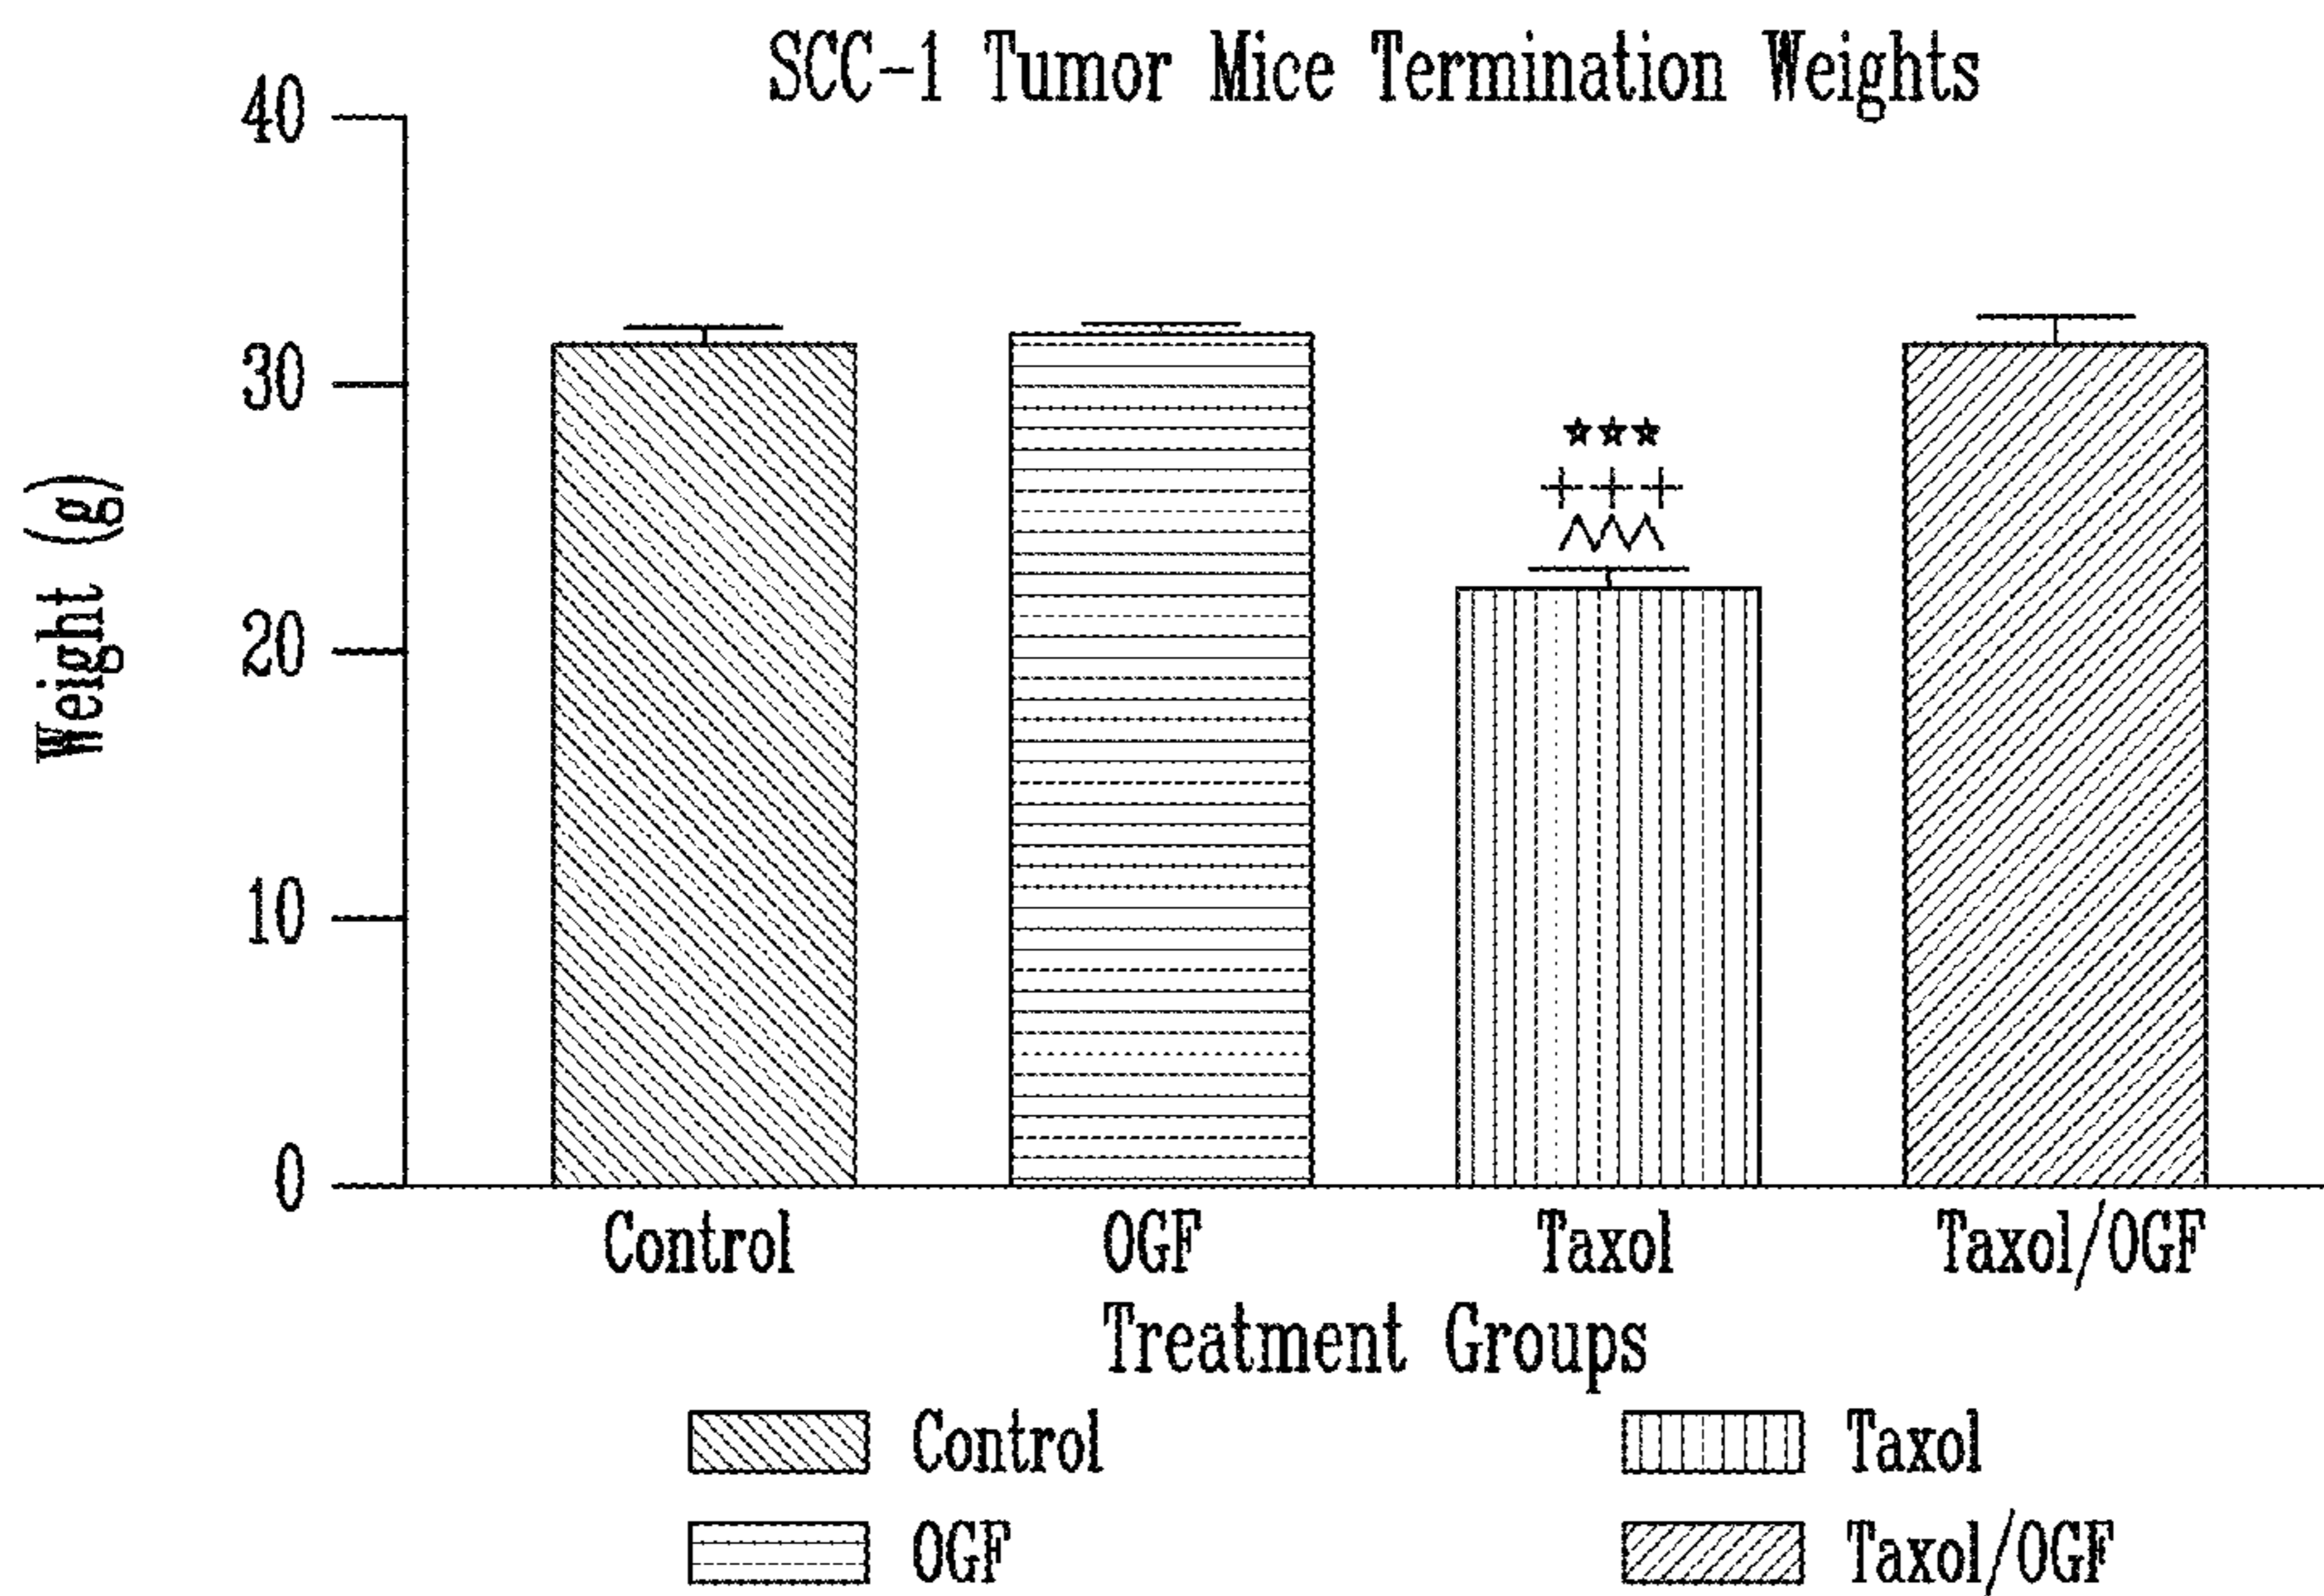 SCC-1 Tumor Mice Termination Weights
40
30
20
10
0
Weight (g)
☆☆☆
+++
^^^
Control OGF Taxol Taxol/OGF
Treatment Groups
Control Taxol
OGF Taxol/OGF